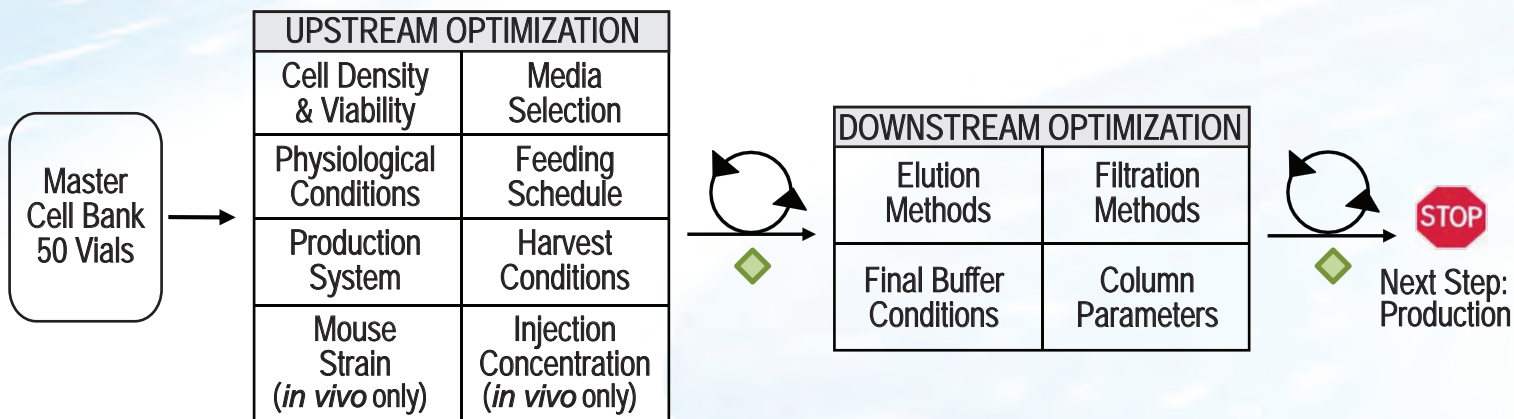 Master
Cell Bank
50 Vials
UPSTREAM OPTIMIZATION
Cell Density
& Viability
Media
Selection
Physiological
Conditions
Feeding
Schedule
Production
System
Harvest
Conditions
Mouse
Strain
(in vivo only)
Injection
Concentration
(in vivo only)
DOWNSTREAM OPTIMIZATION
Elution
Methods
Filtration
Methods
Final Buffer
Conditions
Column
Parameters
STOP
Next Step:
Production